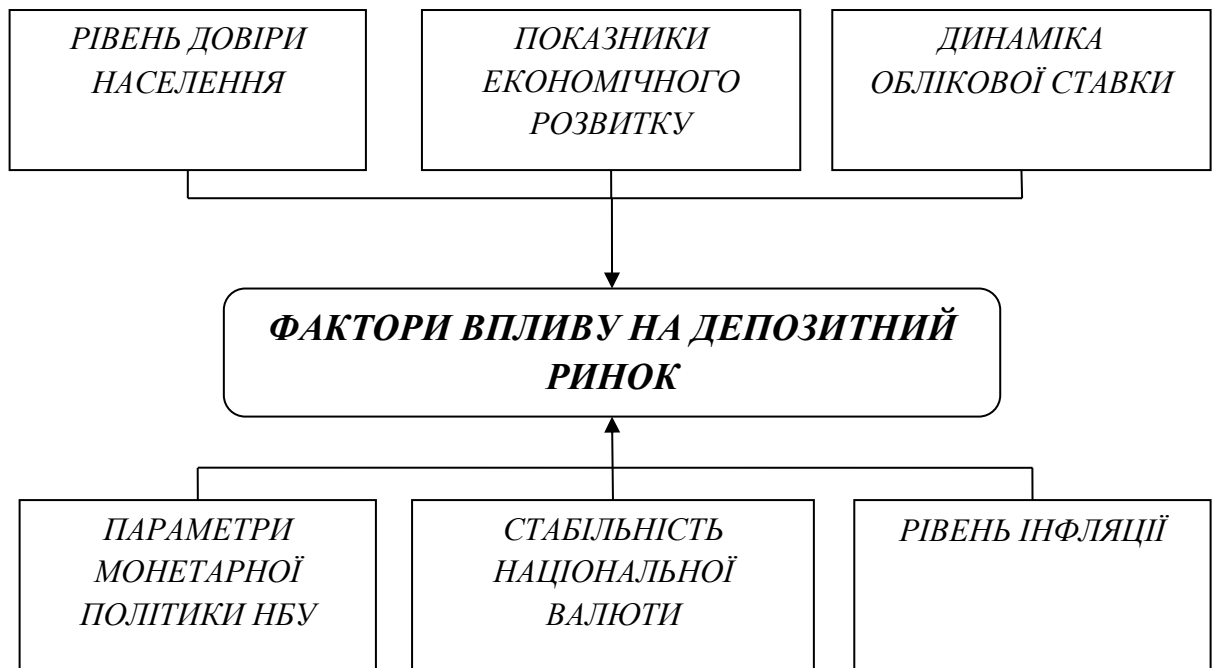 РІВЕНЬ ДОВІРИ
НАСЕЛЕННЯ
ПОКАЗНИКИ
ЕКОНОМІЧНОГО
РОЗВИТКУ
ДИНАМІКА
ОБЛІКОВОЇ СТАВКИ
ФАКТОРИ ВПЛИВУ НА ДЕПОЗИТНИЙ
РИНОК
ПАРАМЕТРИ
МОНЕТАРНОЇ
ПОЛІТИКИ НБУ
СТАБІЛЬНІСТЬ
НАЦІОНАЛЬНОЇ
ВАЛЮТИ
РІВЕНЬ ІНФЛЯЦІЇ